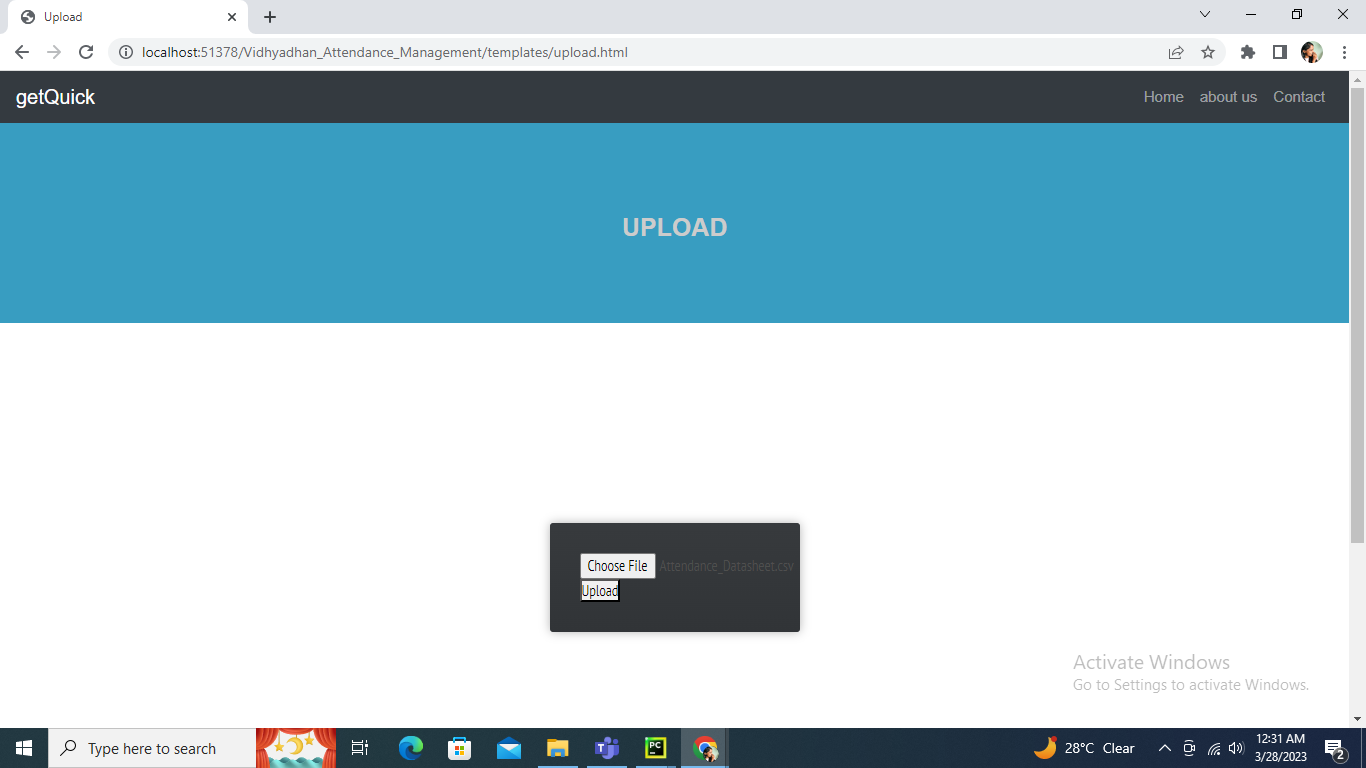 Upload
localhost:51378/Vidhyadhan_Attendance_Management/templates/upload.html
getQuick
Home about us Contact
UPLOAD
Choose File Attendance_Datasheet.csv
Upload
Activate Windows
Go to Settings to activate Windows.
Type here to search
PC
28°C Clear
12:31 AM
3/28/2023
2